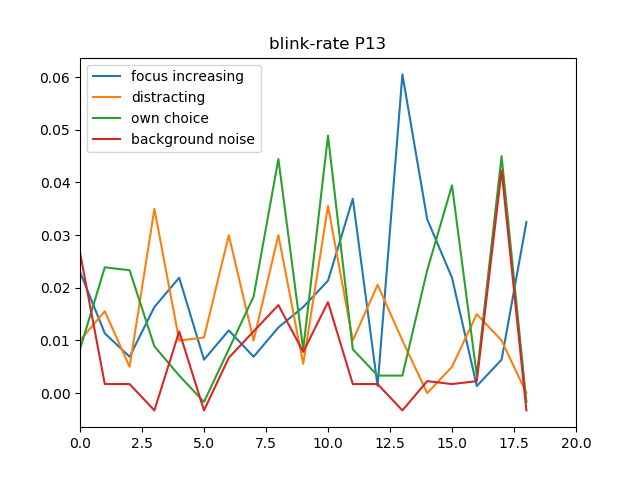 blink-rate P13
focus increasing
distracting
own choice
background noise
0.06
0.05
0.04
0.03
0.02
0.01
0.00
0.0 2.5 5.0 7.5 10.0 12.5 15.0 17.5 20.0